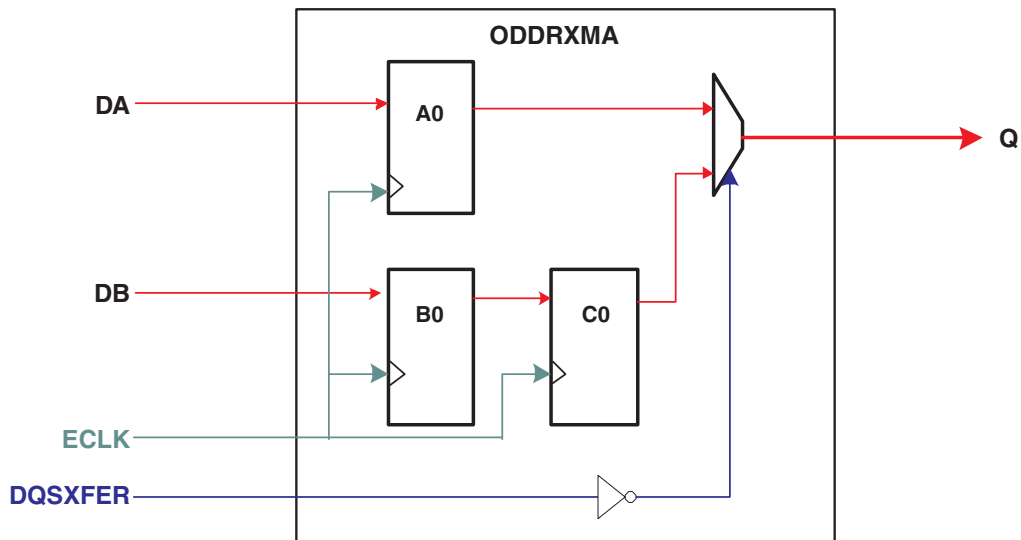 ODDRXMA
DA
A0
Q
DB
B0
C0
ECLK
DQSXFER